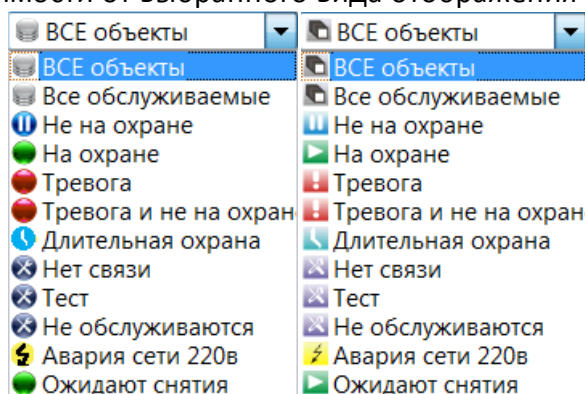 ВСЕ объекты ВСЕ объекты
ВСЕ объекты ВСЕ объекты
Все обслуживаемые Все обслуживаемые
Не на охране Не на охране
На охране На охране
Тревога Тревога
Тревога и не на охран Тревога и не на охран
Длительная охрана Длительная охрана
Нет связи Нет связи
Тест Тест
Не обслуживаются Не обслуживаются
Авария сети 220в Авария сети 220в
Ожидают снятия Ожидают снятия